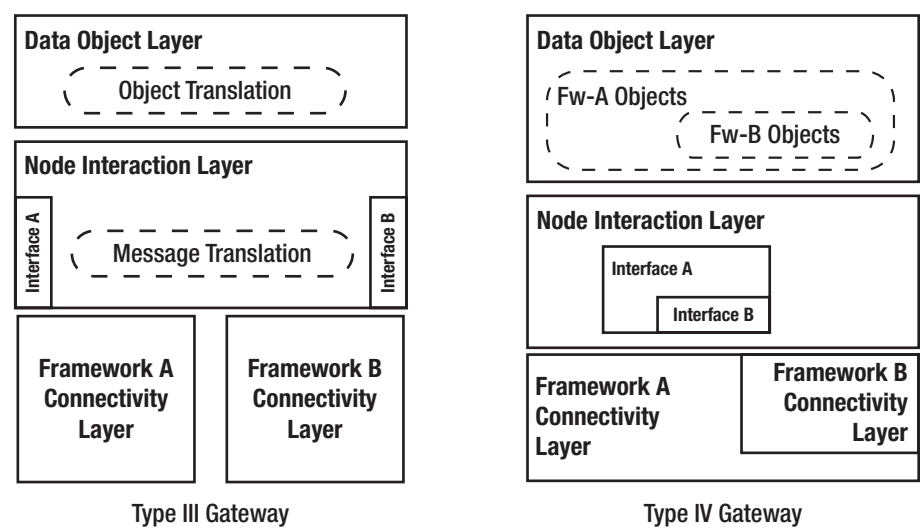 Data Object Layer
Object Translation
Node Interaction Layer
Interface A
Message Translation
Interface B
Framework A
Connectivity
Layer
Framework B
Connectivity
Layer
Type III Gateway
Data Object Layer
Fw-A Objects
Fw-B Objects
Node Interaction Layer
Interface A
Interface B
Framework A
Connectivity
Layer
Framework B
Connectivity
Layer
Type IV Gateway